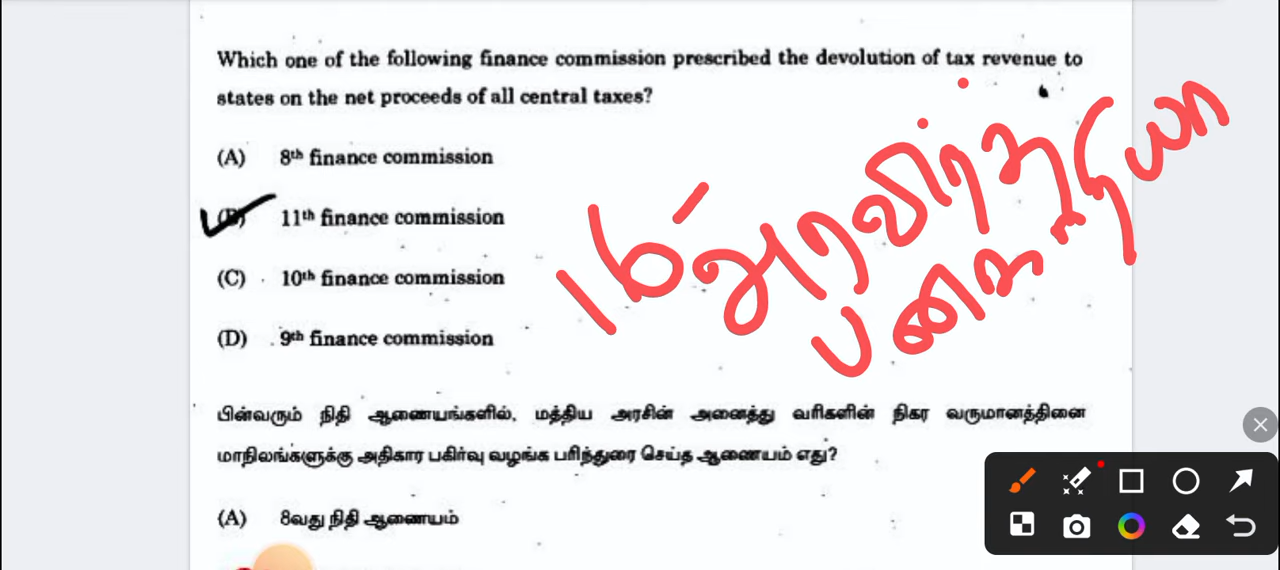 Which one of the following finance commission prescribed the devolution of tax revenue to
states on the net proceeds of all central taxes?
(A) 8th finance commission
(B) 11th finance commission
(C) 10th finance commission
(D) 9th finance commission
16 அரவிந்த்
பனகரியா
பின்வரும் நிதி ஆணையங்களில், மத்திய அரசின் அனைத்து வரிகளின் நிகர வருமானத்தினை
மாநிலங்களுக்கு அதிகார பகிர்வு வழங்க பரிந்துரை செய்த ஆணையம் எது?
(A) 8வது நிதி ஆணையம்